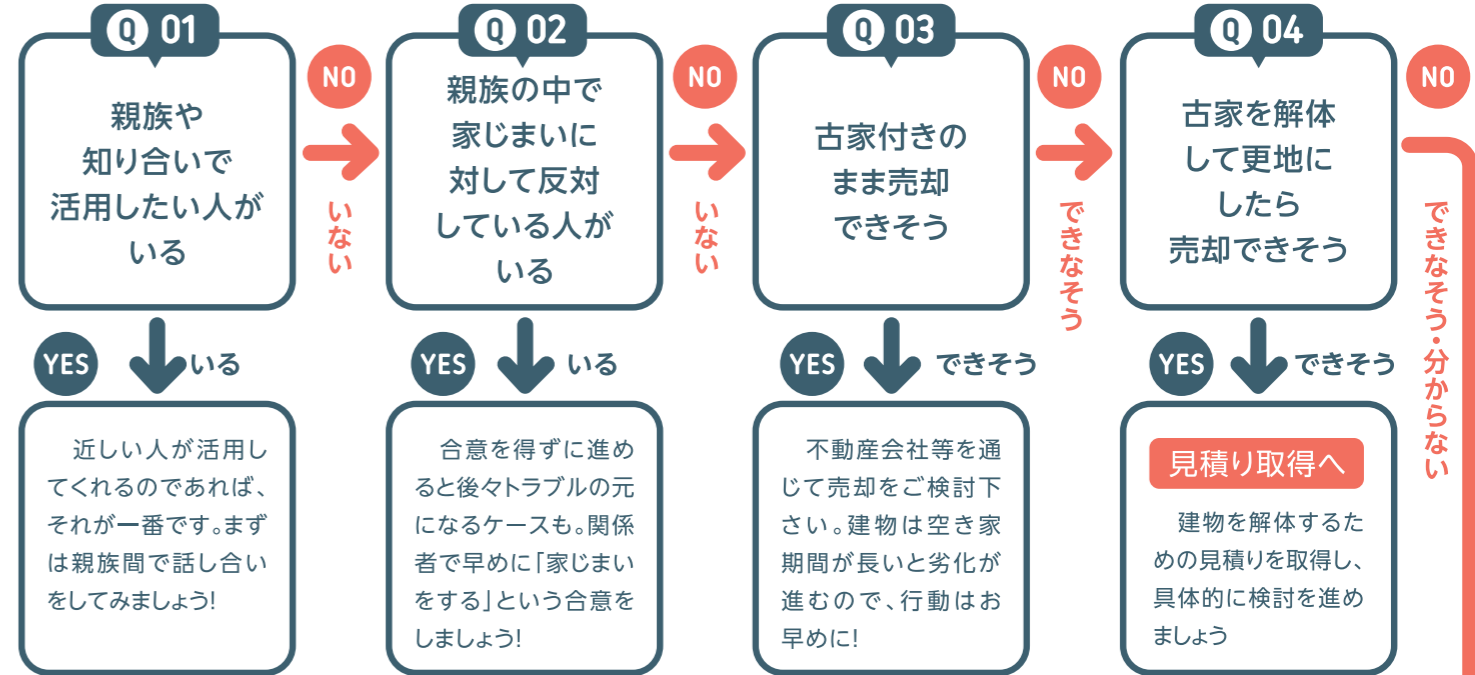 Q 01
親族や
知り合いで
活用したい人が
いる
NO
いない
YES
いる
近しい人が活用し
てくれるのであれば、
それが一番です。まず
は親族間で話し合い
をしてみましょう!
Q 02
親族の中で
家じまいに
対して反対
している人が
いる
NO
いない
YES
いる
合意を得ずに進め
ると後々トラブルの元
になるケースも。関係
者で早めに「家じまい
をする」という合意を
しましょう!
Q 03
古家付きの
まま売却
できそう
NO
できなそう
YES
できそう
不動産会社等を通
じて売却をご検討下
さい。建物は空き家
期間が長いと劣化が
進むので、行動はお
早めに!
Q 04
古家を解体
して更地に
したら
売却できそう
NO
できなそう・分からない
YES
できそう
見積り取得へ
建物を解体するた
めの見積りを取得し、
具体的に検討を進め
ましょう